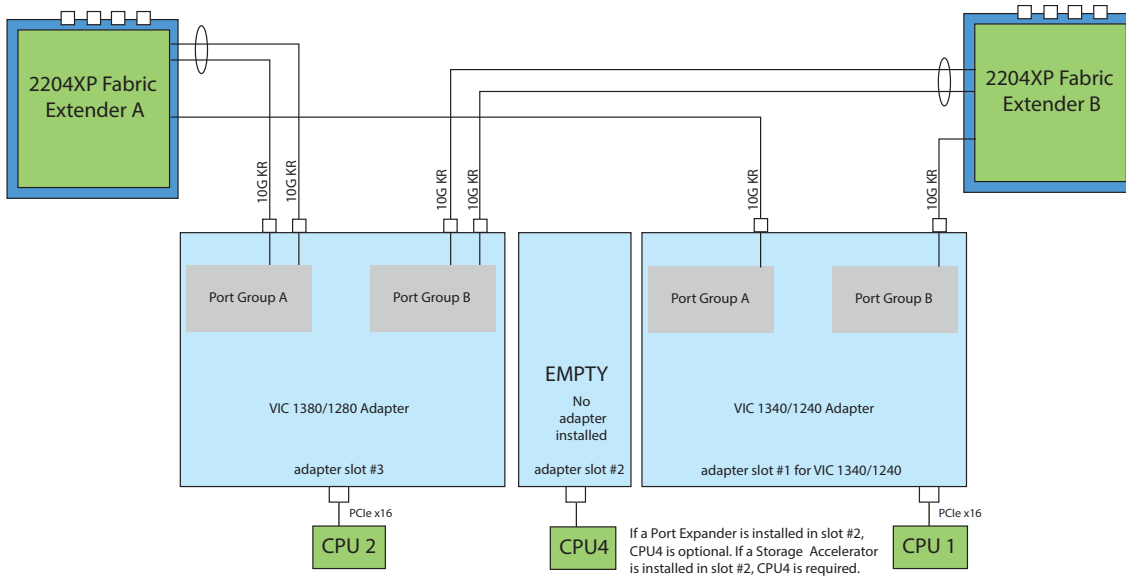 2204XP Fabric
Extender A
2204XP Fabric
Extender B
10G KR
10G KR
10G KR
10G KR
10G KR
10G KR
Port Group A
Port Group B
Port Group A
Port Group B
VIC 1380/1280 Adapter
EMPTY
No
adapter
installed
VIC 1340/1240 Adapter
adapter slot #3
adapter slot #2
adapter slot #1 for VIC 1340/1240
PCIe x16
PCIe x16
CPU 2
CPU4
If a Port Expander is installed in slot #2,
CPU4 is optional. If a Storage Accelerator
is installed in slot #2, CPU4 is required.
CPU 1